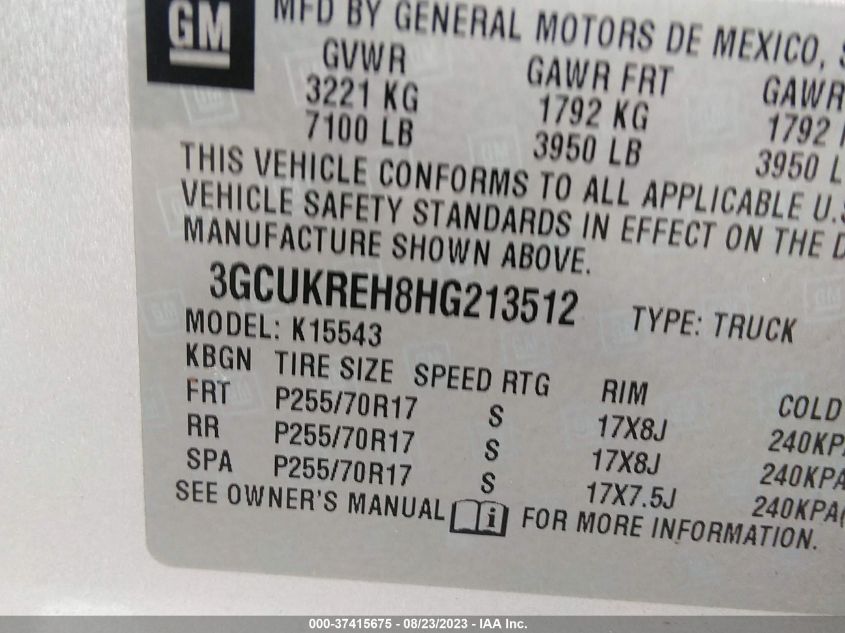 GM
MFD BY GENERAL MOTORS DE MEXICO,
GVWR GAWR FRT GAWR
3221 KG 1792 KG 1792
7100 LB 3950 LB 3950 L
THIS VEHICLE CONFORMS TO ALL APPLICABLE U.S
VEHICLE SAFETY STANDARDS IN EFFECT ON THE D
MANUFACTURE SHOWN ABOVE.
3GCUKREH8HG213512 TYPE: TRUCK
MODEL: K15543
KBGN TIRE SIZE SPEED RTG RIM COLD
FRT P255/70R17 S 17X8J 240KPA
RR P255/70R17 S 17X8J 240KPA
SPA P255/70R17 S 17X7.5J 240KPA(
SEE OWNER'S MANUAL i FOR MORE INFORMATION.
000-37415675 - 08/23/2023 - IAA Inc.